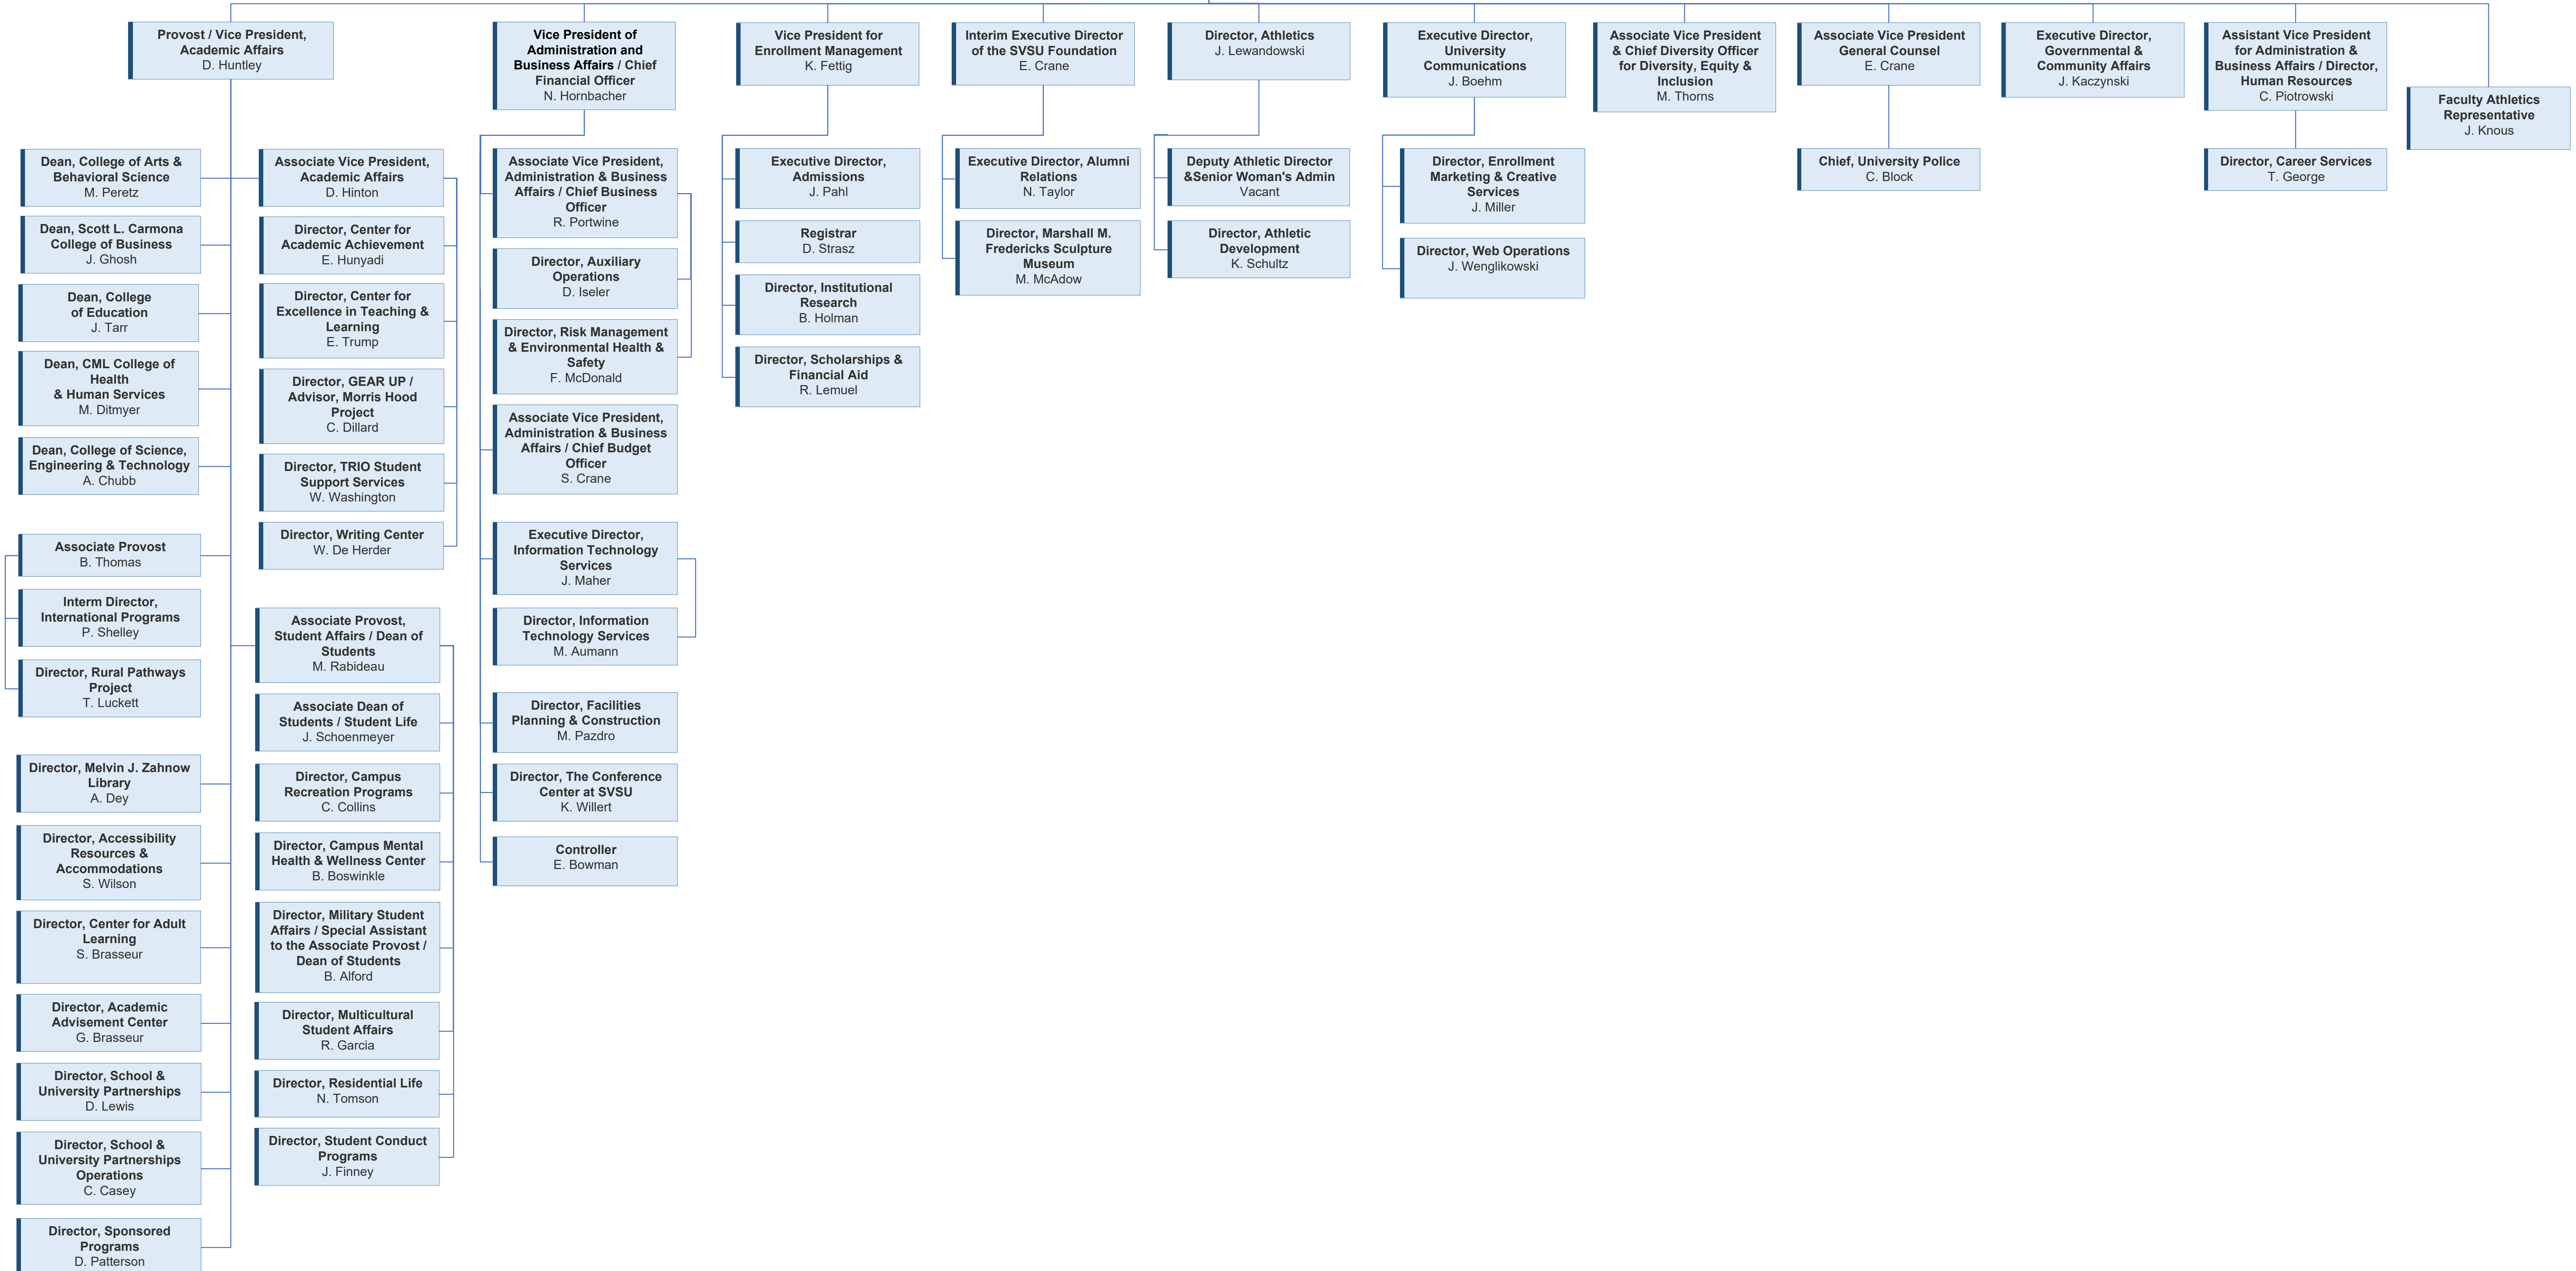 Provost / Vice President,
Academic Affairs
D. Huntley
Vice President of
Administration and
Business Affairs / Chief
Financial Officer
N. Hornbacher
Vice President for
Enrollment Management
K. Fettig
Interim Executive Director
of the SVSU Foundation
E. Crane
Director, Athletics
J. Lewandowski
Executive Director,
University
Communications
J. Boehm
Associate Vice President
& Chief Diversity Officer
for Diversity, Equity &
Inclusion
M. Thorns
Associate Vice President
General Counsel
E. Crane
Executive Director,
Governmental &
Community Affairs
J. Kaczynski
Assistant Vice President
for Administration &
Business Affairs / Director,
Human Resources
C. Piotrowski
Faculty Athletics
Representative
J. Knous
Dean, College of Arts &
Behavioral Science
M. Peretz
Dean, Scott L. Carmona
College of Business
J. Ghosh
Dean, College
of Education
J. Tarr
Dean, CML College of
Health
& Human Services
M. Ditmyer
Dean, College of Science,
Engineering & Technology
A. Chubb
Associate Provost
B. Thomas
Interm Director,
International Programs
P. Shelley
Director, Rural Pathways
Project
T. Luckett
Director, Melvin J. Zahnow
Library
A. Dey
Director, Accessibility
Resources &
Accommodations
S. Wilson
Director, Center for Adult
Learning
S. Brasseur
Director, Academic
Advisement Center
G. Brasseur
Director, School &
University Partnerships
D. Lewis
Director, School &
University Partnerships
Operations
C. Casey
Director, Sponsored
Programs
D. Patterson
Associate Vice President,
Academic Affairs
D. Hinton
Director, Center for
Academic Achievement
E. Hunyadi
Director, Center for
Excellence in Teaching &
Learning
E. Trump
Director, GEAR UP /
Advisor, Morris Hood
Project
C. Dillard
Director, TRIO Student
Support Services
W. Washington
Director, Writing Center
W. De Herder
Associate Provost,
Student Affairs / Dean of
Students
M. Rabideau
Associate Dean of
Students / Student Life
J. Schoenmeyer
Director, Campus
Recreation Programs
C. Collins
Director, Campus Mental
Health & Wellness Center
B. Boswinkle
Director, Military Student
Affairs / Special Assistant
to the Associate Provost /
Dean of Students
B. Alford
Director, Multicultural
Student Affairs
R. Garcia
Director, Residential Life
N. Tomson
Director, Student Conduct
Programs
J. Finney
Associate Vice President,
Administration & Business
Affairs / Chief Business
Officer
R. Portwine
Director, Auxiliary
Operations
D. Iseler
Director, Risk Management
& Environmental Health &
Safety
F. McDonald
Associate Vice President,
Administration & Business
Affairs / Chief Budget
Officer
S. Crane
Executive Director,
Information Technology
Services
J. Maher
Director, Information
Technology Services
M. Aumann
Director, Facilities
Planning & Construction
M. Pazdro
Director, The Conference
Center at SVSU
K. Willert
Controller
E. Bowman
Executive Director,
Admissions
J. Pahl
Registrar
D. Strasz
Director, Institutional
Research
B. Holman
Director, Scholarships &
Financial Aid
R. Lemuel
Executive Director, Alumni
Relations
N. Taylor
Director, Marshall M.
Fredericks Sculpture
Museum
M. McAdow
Deputy Athletic Director
&Senior Woman's Admin
Vacant
Director, Athletic
Development
K. Schultz
Director, Enrollment
Marketing & Creative
Services
J. Miller
Director, Web Operations
J. Wenglikowski
Chief, University Police
C. Block
Director, Career Services
T. George